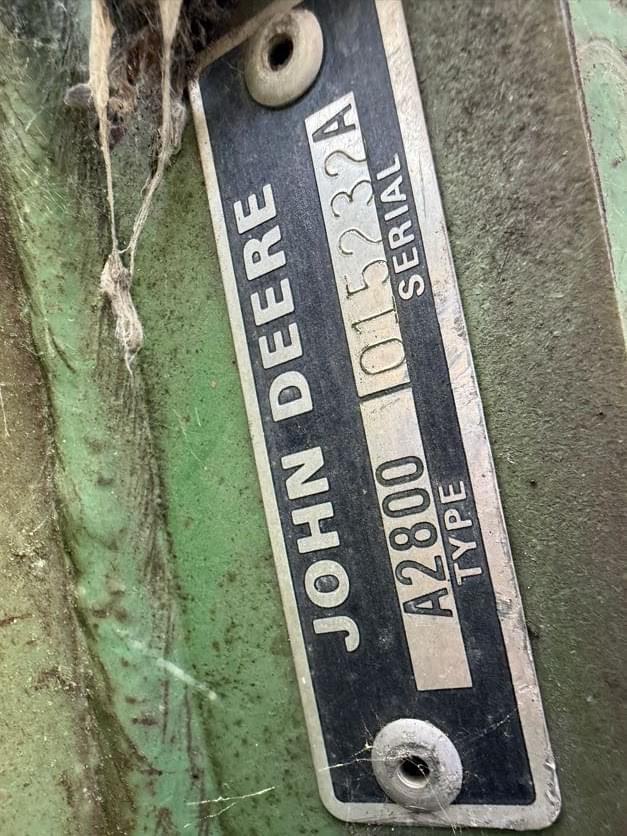 JOHN DEERE
A2800 015232A
TYPE SERIAL